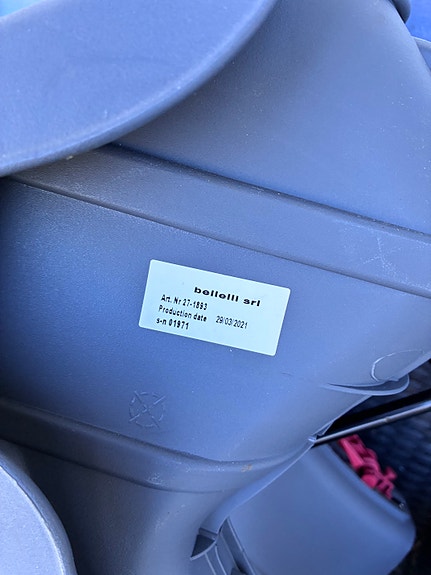 bellelli srl
Art. Nr 27-1893
Production date 29/03/2021
s-n 01971